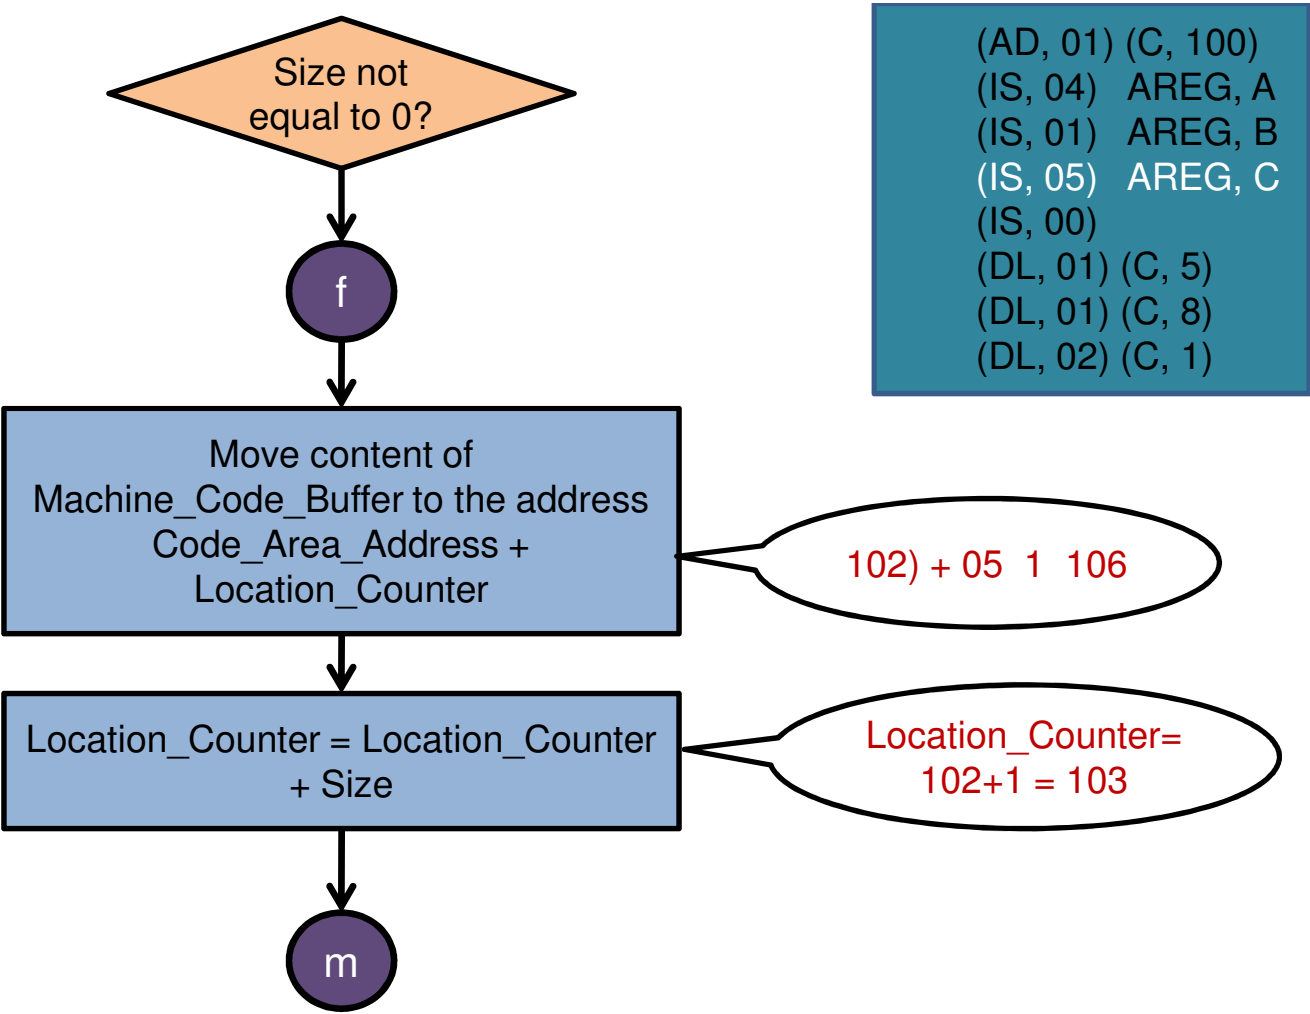 Size not
equal to 0?
f
Move content of
Machine_Code_Buffer to the address
Code_Area_Address +
Location_Counter
102) + 05 1 106
Location_Counter = Location_Counter
+ Size
Location_Counter=
102+1 = 103
m
(AD, 01) (C, 100)
(IS, 04) AREG, A
(IS, 01) AREG, B
(IS, 05) AREG, C
(IS, 00)
(DL, 01) (C, 5)
(DL, 01) (C, 8)
(DL, 02) (C, 1)